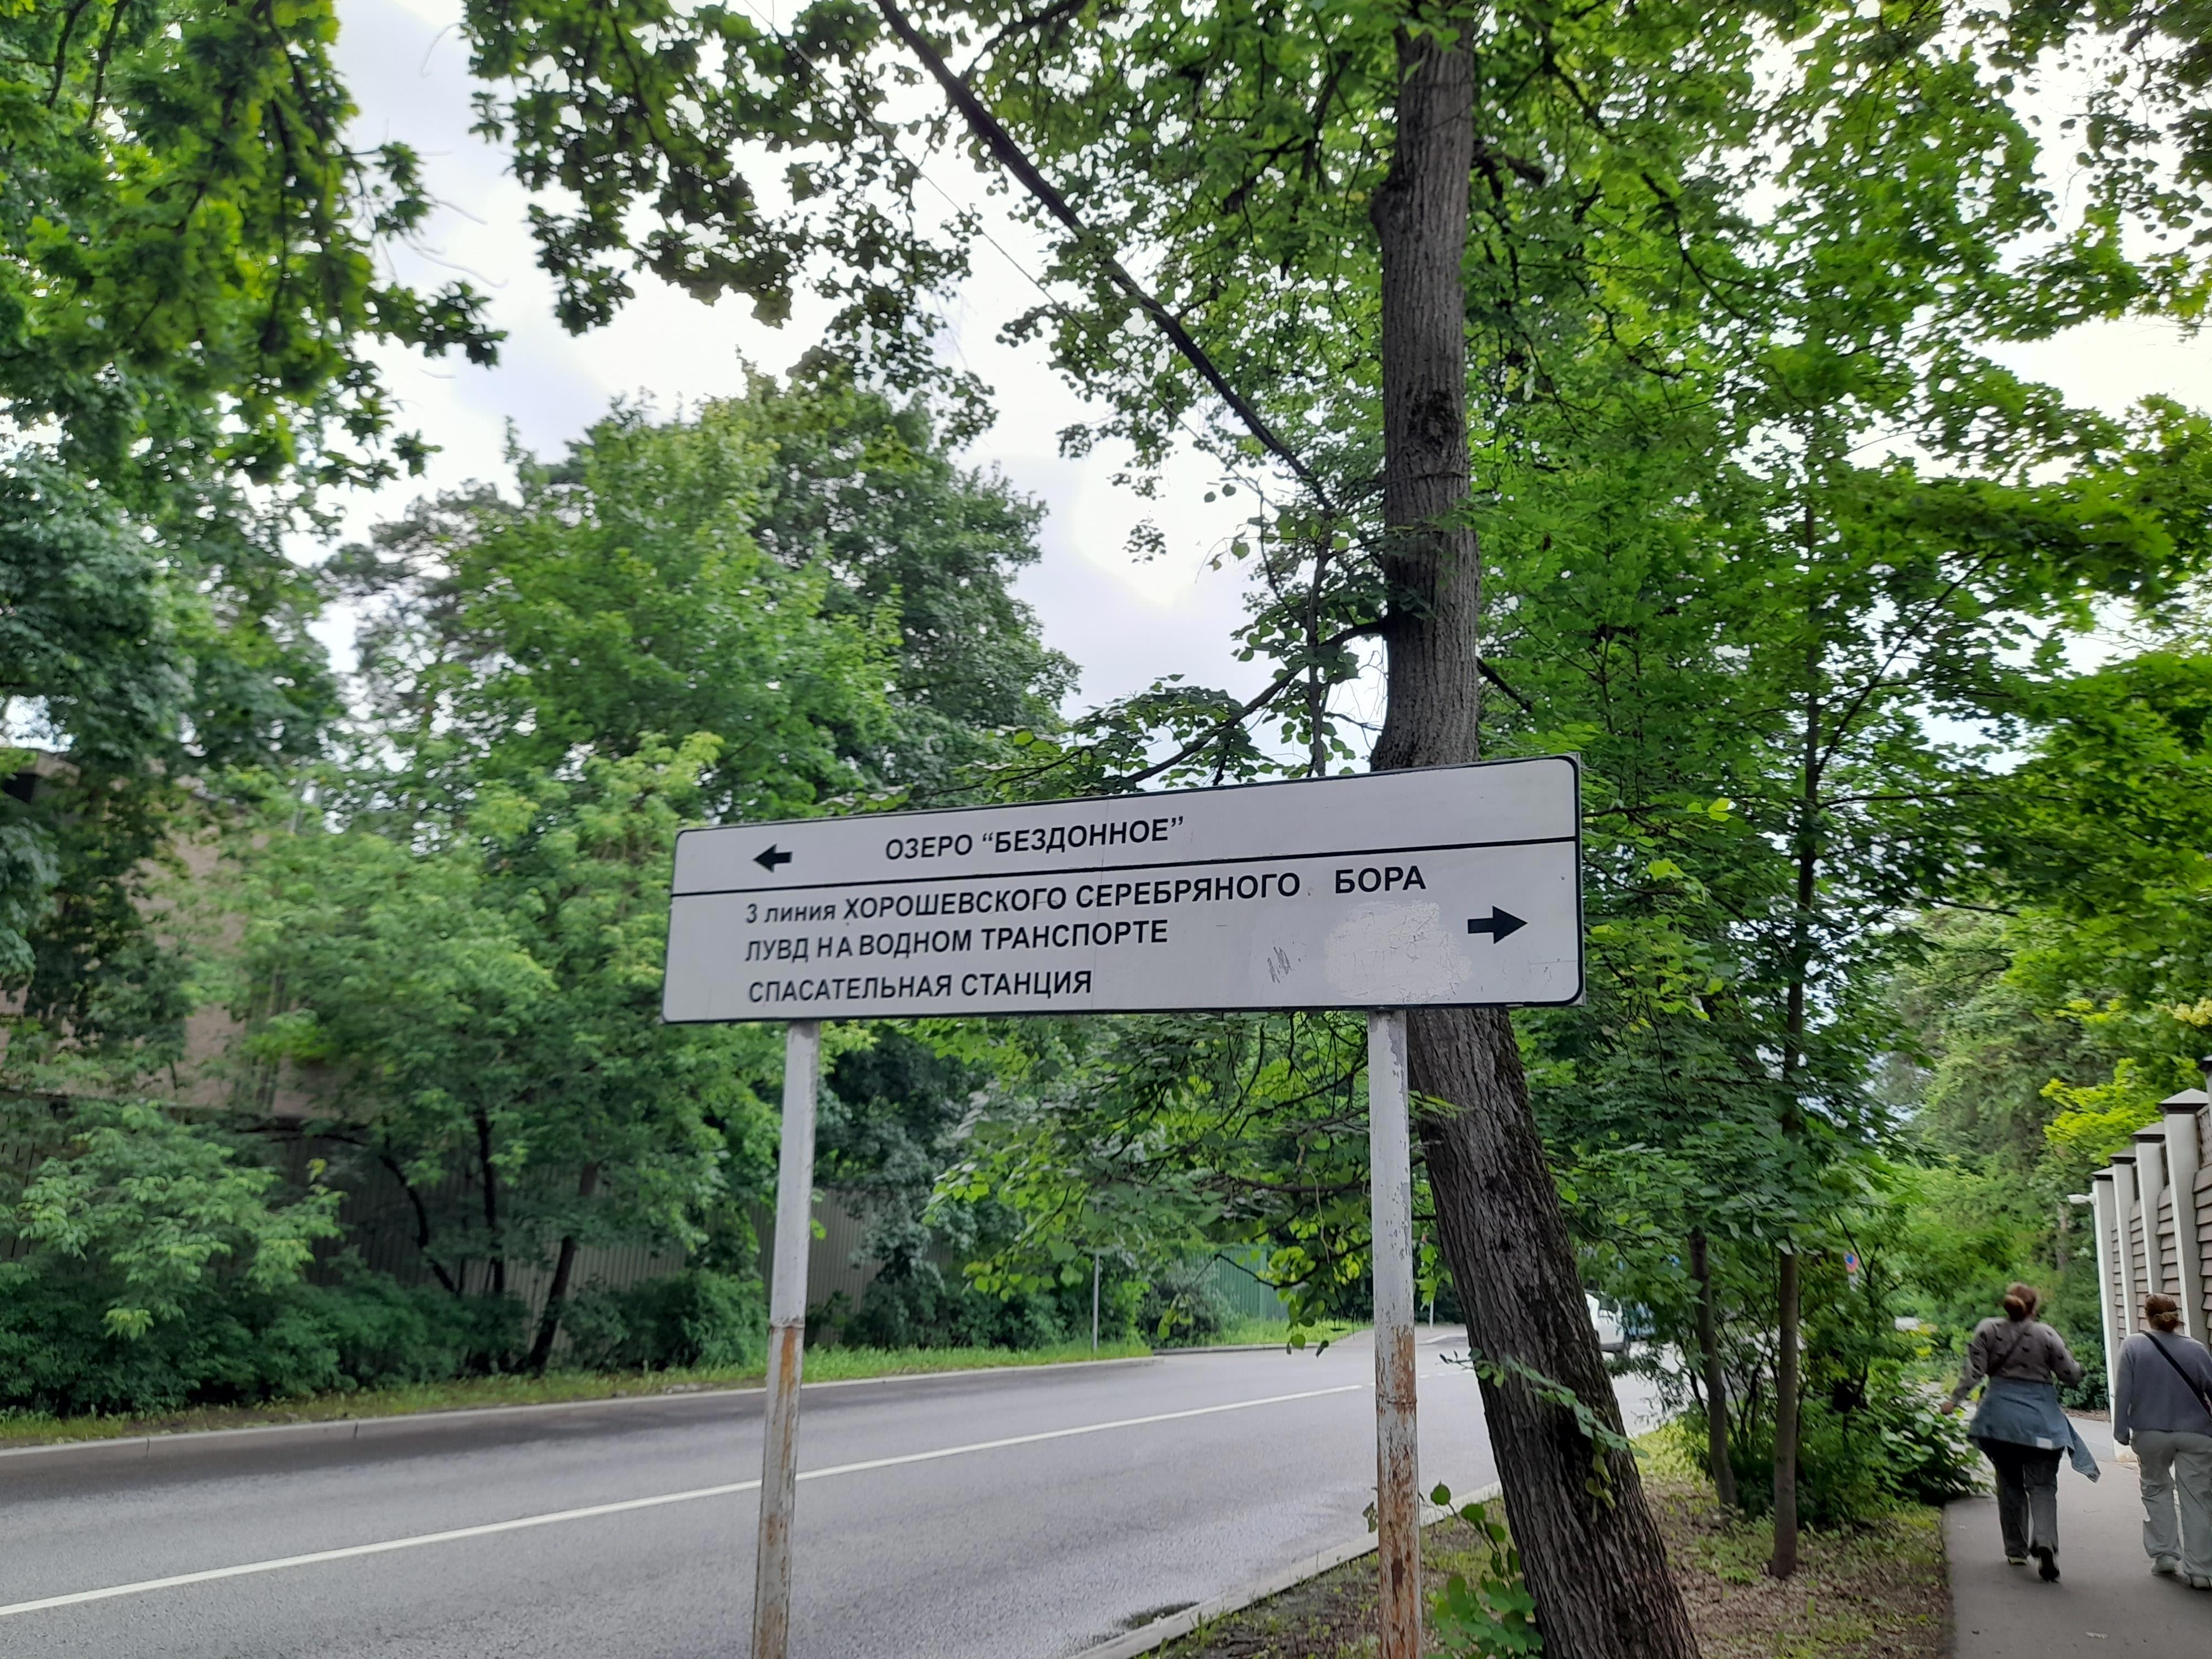 ОЗЕРО “БЕЗДОННОЕ”
3 линия ХОРОШЕВСКОГО СЕРЕБРЯНОГО БОРА
ЛУВД НА ВОДНОМ ТРАНСПОРТЕ
СПАСАТЕЛЬНАЯ СТАНЦИЯ